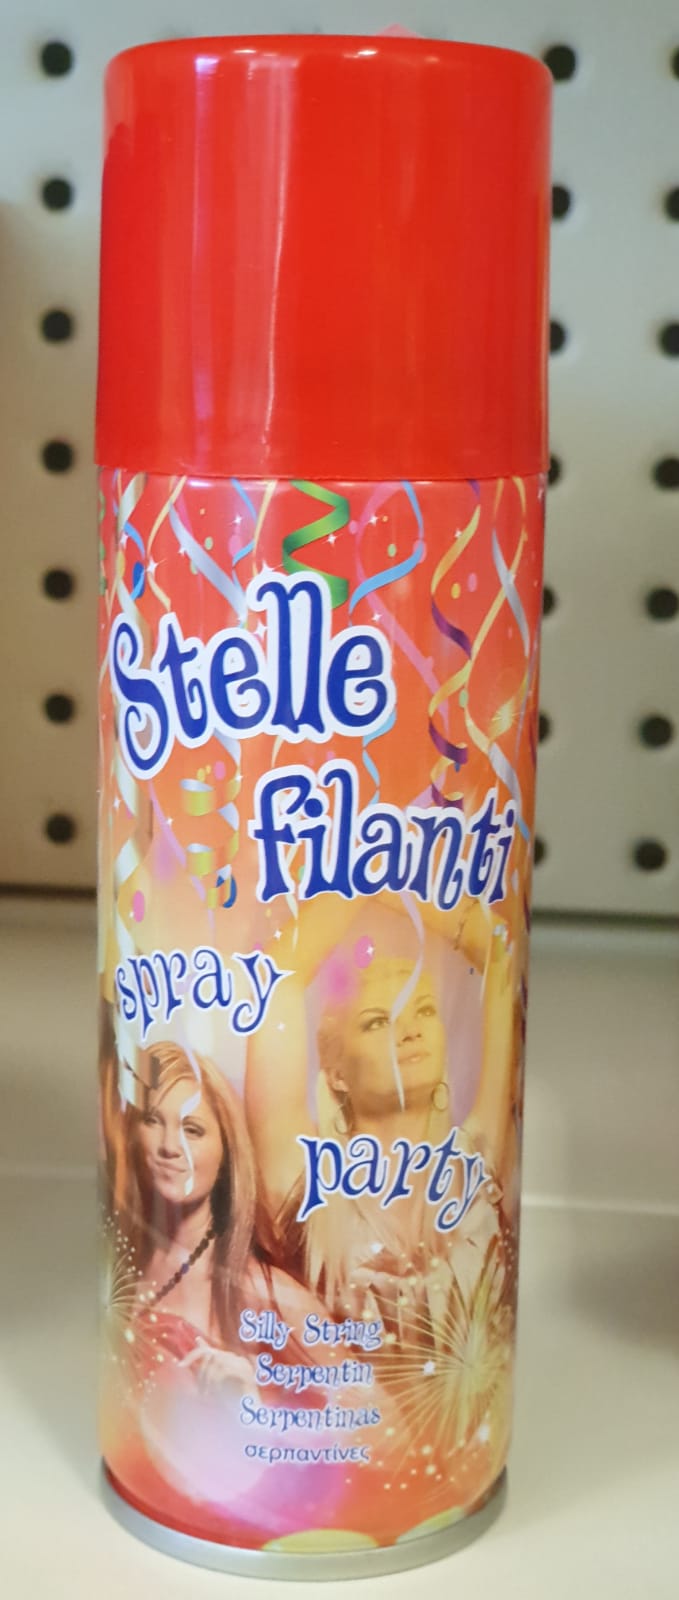 Stelle
filanti
spray
party
Silly String
Serpentin
Serpentinas
σερπαντίνες